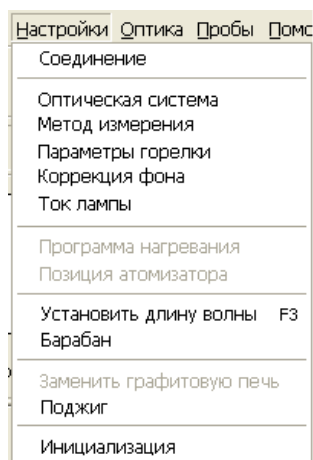 Настройки Оптика Пробы
Соединение
Оптическая система
Метод измерения
Параметры горелки
Коррекция фона
Ток лампы
Программа нагревания
Позиция атомизатора
Установить длину волны F3
Барабан
Заменить графитовую печь
Поджиг
Инициализация